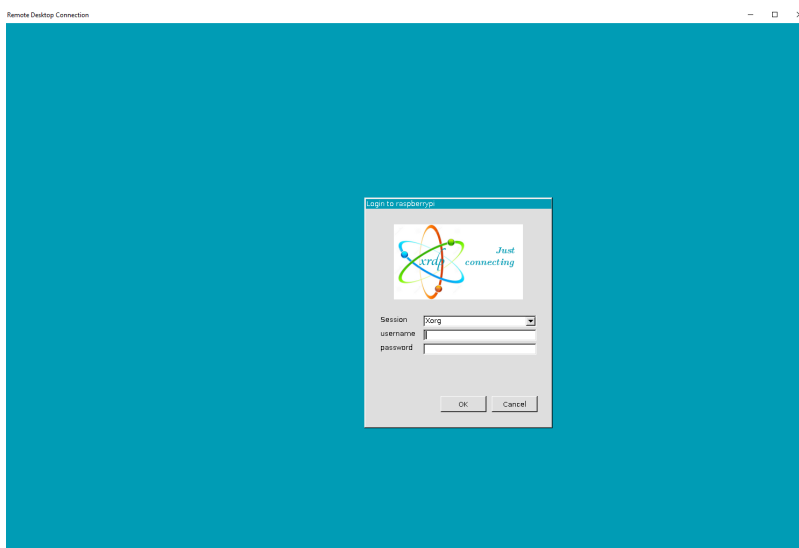 Remote Desktop Connection
Login to raspberrypi
xrdp
Just
connecting
Session
Xorg
username
password
OK
Cancel